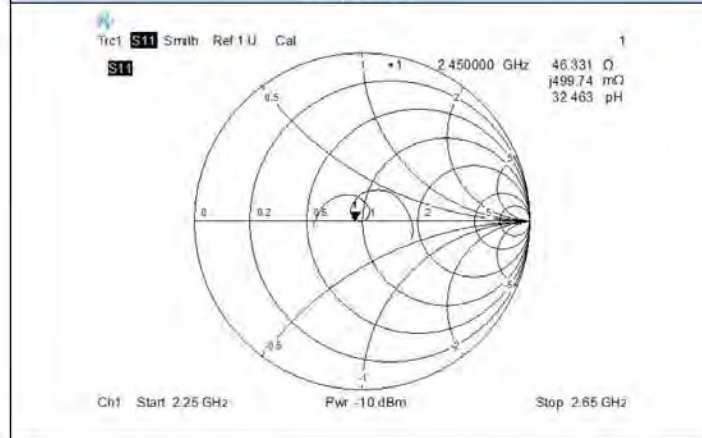 Trc1 S11 Smith Ref 1 U Cal 1
S11
•1 2.450000 GHz 46.331 Ω
j499.74 mΩ
32.463 pH
0.5 1 2
5
0 0.2 0.5 1 2 5
-5
-0.5 -1 -2
Ch1 Start 2.25 GHz Pwr -10 dBm Stop 2.65 GHz